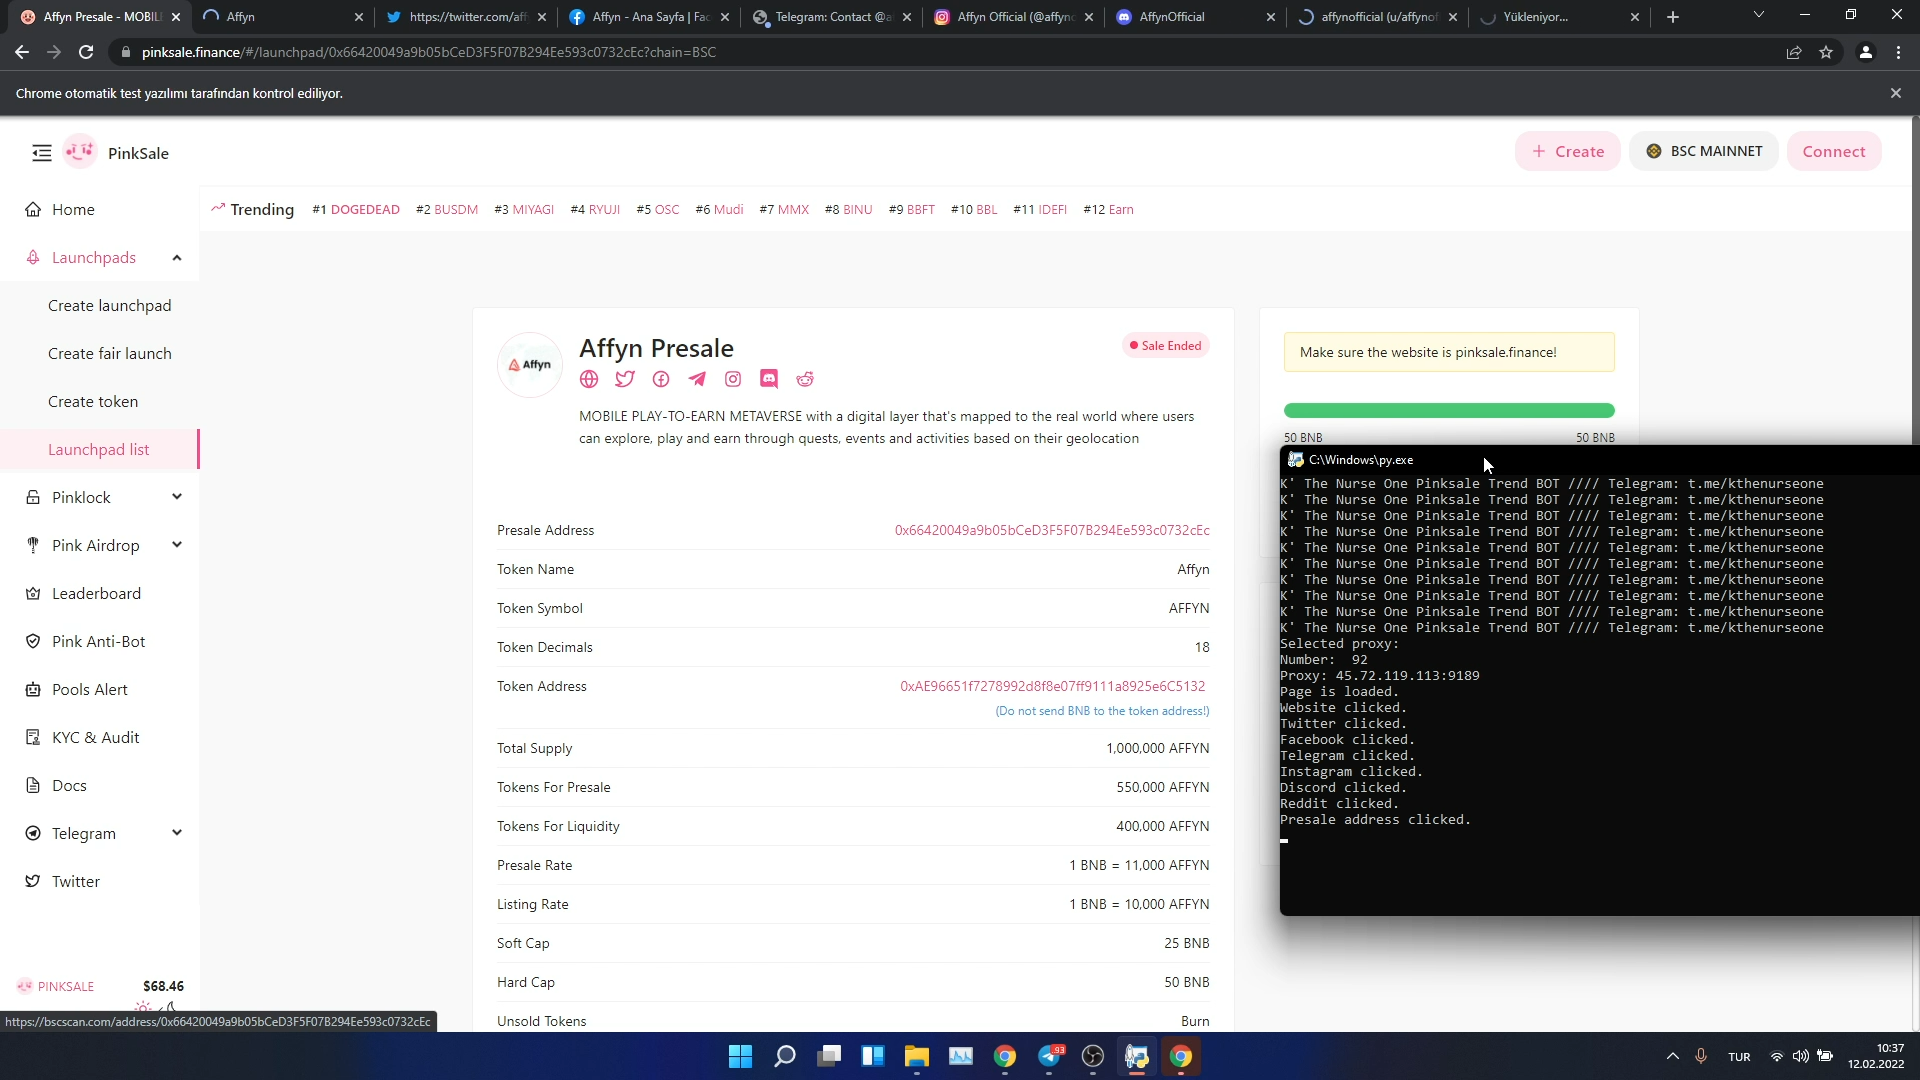 Affyn Presale - MOBIL
Affyn
https://twitter.com/aff
Affyn - Ana Sayfa | Fac
Telegram: Contact @a
Affyn Official (@affync
AffynOfficial
affynofficial (u/affynof
Yükleniyor...
pinksale.finance/#/launchpad/0x66420049a9b05bCeD3F5F07B294Ee593c0732cEc?chain=BSC
Chrome otomatik test yazılımı tarafından kontrol ediliyor.
PinkSale
+ Create
BSC MAINNET
Connect
Home
Trending
#1 DOGEDEAD
#2 BUSDM
#3 MIYAGI
#4 RYUJI
#5 OSC
#6 Mudi
#7 MMX
#8 BINU
#9 BBFT
#10 BBL
#11 IDEFI
#12 Earn
Launchpads
Create launchpad
Create fair launch
Create token
Launchpad list
Pinklock
Pink Airdrop
Leaderboard
Pink Anti-Bot
Pools Alert
KYC & Audit
Docs
Telegram
Twitter
PINKSALE
$68.46
https://bscscan.com/address/0x66420049a9b05bCeD3F5F07B294Ee593c0732cEc
Affyn
Affyn Presale
Sale Ended
MOBILE PLAY-TO-EARN METAVERSE with a digital layer that's mapped to the real world where users
can explore, play and earn through quests, events and activities based on their geolocation
Presale Address 0x66420049a9b05bCeD3F5F07B294Ee593c0732cEc
Token Name Affyn
Token Symbol AFFYN
Token Decimals 18
Token Address 0xAE96651f7278992d8f8e07ff9111a8925e6C5132
(Do not send BNB to the token address!)
Total Supply 1,000,000 AFFYN
Tokens For Presale 550,000 AFFYN
Tokens For Liquidity 400,000 AFFYN
Presale Rate 1 BNB = 11,000 AFFYN
Listing Rate 1 BNB = 10,000 AFFYN
Soft Cap 25 BNB
Hard Cap 50 BNB
Unsold Tokens Burn
Make sure the website is pinksale.finance!
50 BNB 50 BNB
C:\Windows\py.exe
K' The Nurse One Pinksale Trend BOT //// Telegram: t.me/kthenurseone
K' The Nurse One Pinksale Trend BOT //// Telegram: t.me/kthenurseone
K' The Nurse One Pinksale Trend BOT //// Telegram: t.me/kthenurseone
K' The Nurse One Pinksale Trend BOT //// Telegram: t.me/kthenurseone
K' The Nurse One Pinksale Trend BOT //// Telegram: t.me/kthenurseone
K' The Nurse One Pinksale Trend BOT //// Telegram: t.me/kthenurseone
K' The Nurse One Pinksale Trend BOT //// Telegram: t.me/kthenurseone
K' The Nurse One Pinksale Trend BOT //// Telegram: t.me/kthenurseone
K' The Nurse One Pinksale Trend BOT //// Telegram: t.me/kthenurseone
K' The Nurse One Pinksale Trend BOT //// Telegram: t.me/kthenurseone
Selected proxy:
Number: 92
Proxy: 45.72.119.113:9189
Page is loaded.
Website clicked.
Twitter clicked.
Facebook clicked.
Telegram clicked.
Instagram clicked.
Discord clicked.
Reddit clicked.
Presale address clicked.
93
TUR
10:37
12.02.2022